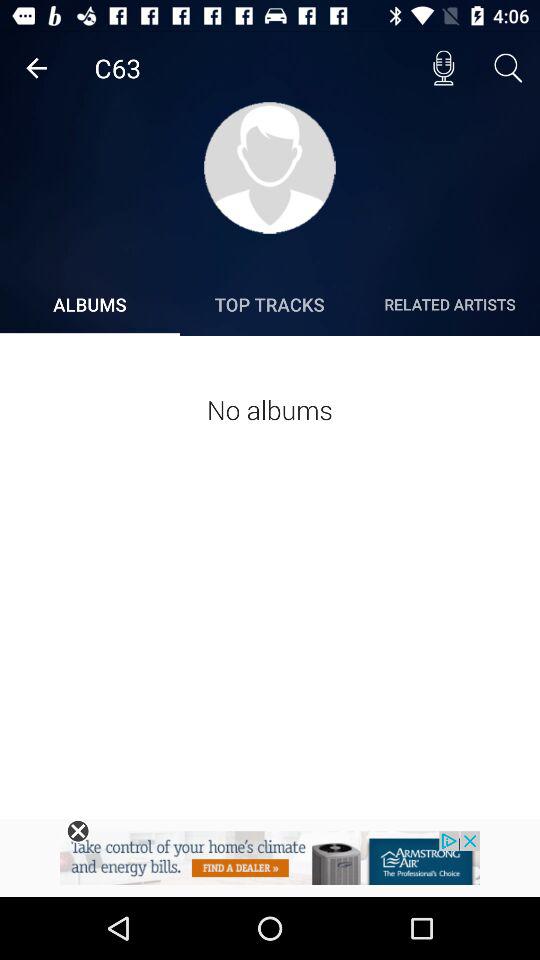 4:06
C63
ALBUMS TOP TRACKS RELATED ARTISTS
No albums
Take control of your home's climate
and energy bills. FIND A DEALER »
ARMSTRONG
AIR
The Professional's Choice